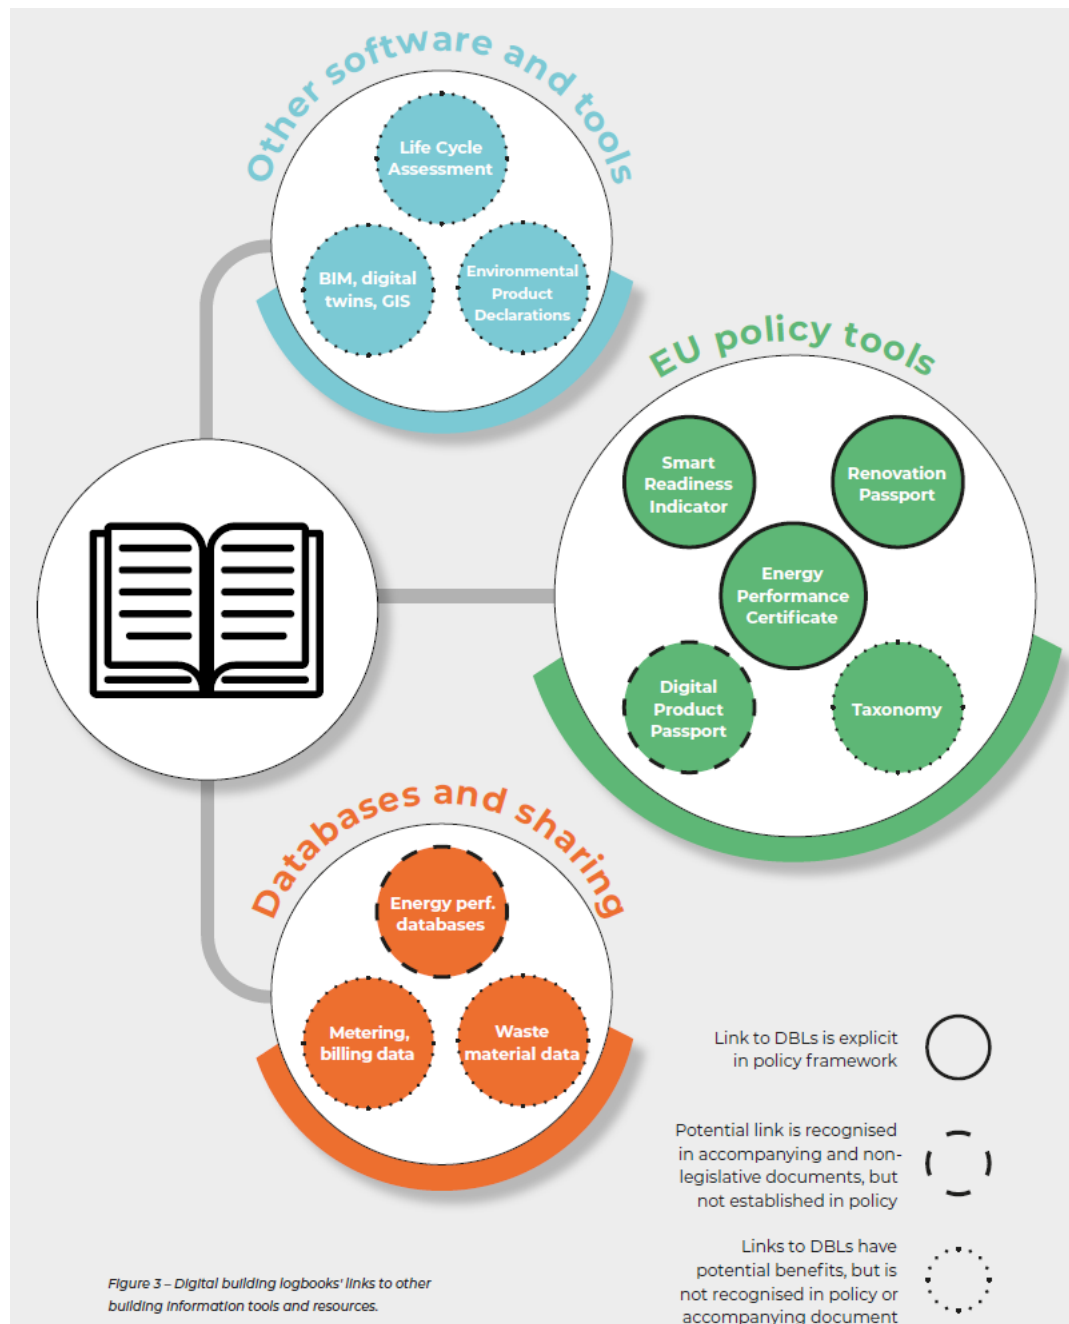 Other software and tools
Life Cycle
Assessment
BIM, digital
twins, GIS
Environmental
Product
Declarations
EU policy tools
Smart
Readiness
Indicator
Renovation
Passport
Energy
Performance
Certificate
Digital
Product
Passport
Taxonomy
Databases and sharing
Energy perf.
databases
Metering,
billing data
Waste
material data
Link to DBLs is explicit
in policy framework
Potential link is recognised
in accompanying and non-
legislative documents, but
not established in policy
Links to DBLs have
potential benefits, but is
not recognised in policy or
accompanying document
Figure 3 – Digital building logbooks' links to other
building information tools and resources.